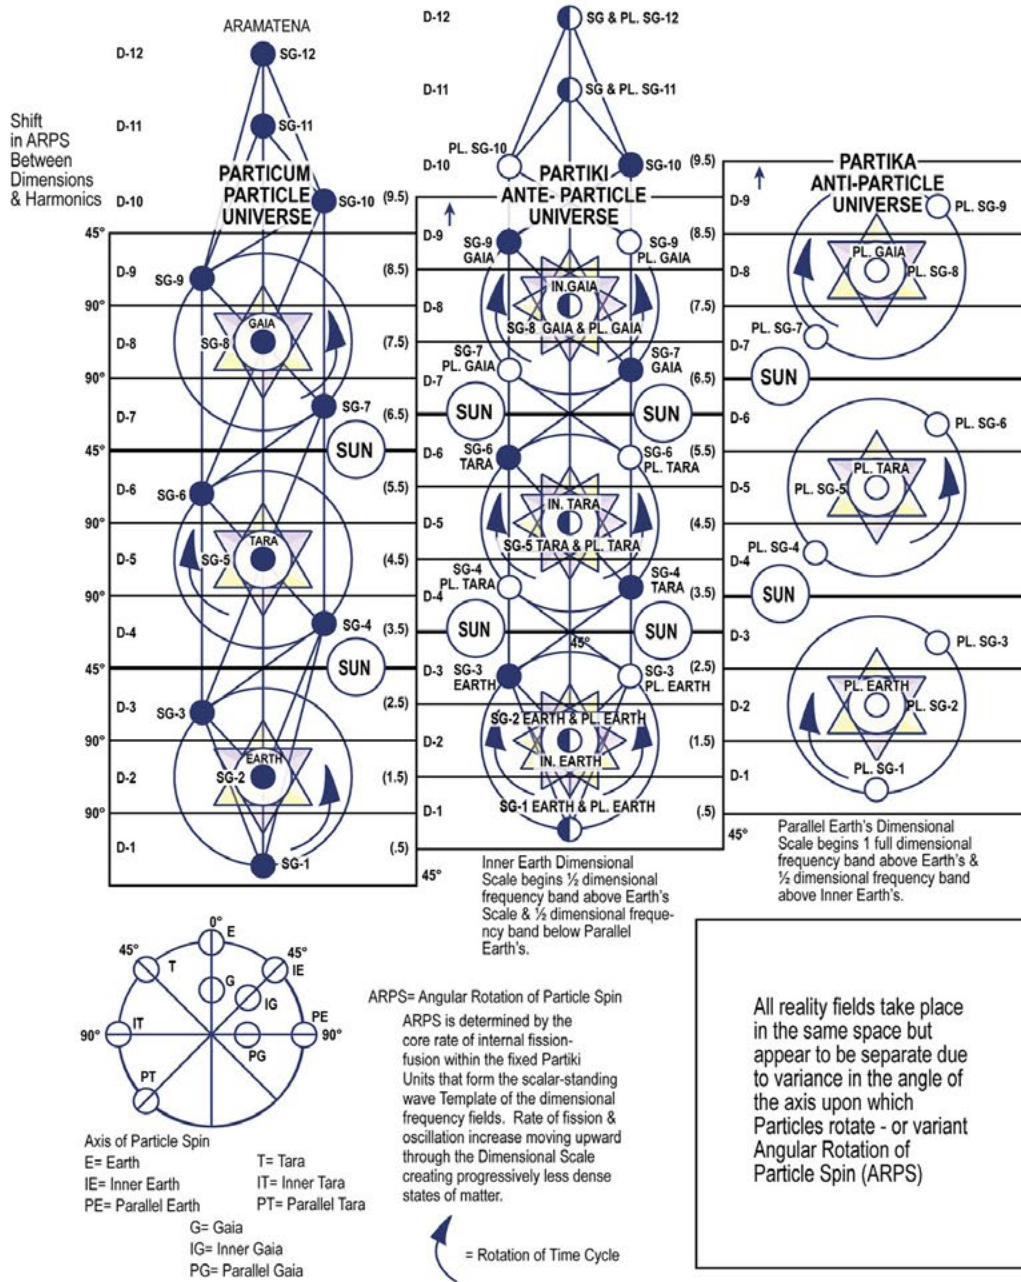 ARAMATENA
Shift
in ARPS
Between
Dimensions
& Harmonics
D-12
SG-12
D-11
SG-11
PARTICUM
PARTICLE
UNIVERSE
D-10
SG-10
45°
D-9
SG-9
90°
GAIA
D-8
SG-8
90°
D-7
SG-7
45°
SUN
D-6
SG-6
90°
TARA
D-5
SG-5
90°
D-4
SG-4
45°
SUN
D-3
SG-3
90°
EARTH
D-2
SG-2
90°
D-1
SG-1
(9.5)
(8.5)
(7.5)
(6.5)
(5.5)
(4.5)
(3.5)
(2.5)
(1.5)
(.5)
45°
D-12
SG & PL. SG-12
D-11
SG & PL. SG-11
PL. SG-10
D-10
SG-10
PARTIKI
ANTE- PARTICLE
UNIVERSE
D-9
SG-9
GAIA
SG-9
PL. GAIA
IN.GAIA
D-8
SG-8 GAIA & PL. GAIA
SG-7
PL. GAIA
SG-7
GAIA
D-7
SUN
SUN
D-6
SG-6
TARA
SG-6
PL. TARA
IN. TARA
D-5
SG-5 TARA & PL. TARA
SG-4
PL. TARA
SG-4
TARA
D-4
SUN
SUN
45°
D-3
SG-3
EARTH
SG-3
PL. EARTH
SG-2 EARTH & PL. EARTH
D-2
IN. EARTH
SG-1 EARTH & PL. EARTH
D-1
(9.5)
(8.5)
(7.5)
(6.5)
(5.5)
(4.5)
(3.5)
(2.5)
(1.5)
(.5)
45°
Inner Earth Dimensional
Scale begins ½ dimensional
frequency band above Earth's
Scale & ½ dimensional freque-
ncy band below Parallel
Earth's.
PARTIKA
ANTI-PARTICLE
UNIVERSE
D-9
PL. SG-9
PL. GAIA
D-8
PL. SG-8
PL. SG-7
D-7
SUN
D-6
PL. SG-6
PL. TARA
D-5
PL. SG-5
PL. SG-4
D-4
SUN
D-3
PL. SG-3
PL. EARTH
D-2
PL. SG-2
D-1
PL. SG-1
Parallel Earth's Dimensional
Scale begins 1 full dimensional
frequency band above Earth's &
½ dimensional frequency band
above Inner Earth's.
0°
E
45°
T
45°
IE
G
IG
90°
IT
PE
90°
PG
PT
Axis of Particle Spin
E= Earth
IE= Inner Earth
PE= Parallel Earth
T= Tara
IT= Inner Tara
PT= Parallel Tara
G= Gaia
IG= Inner Gaia
PG= Parallel Gaia
ARPS= Angular Rotation of Particle Spin
ARPS is determined by the
core rate of internal fission-
fusion within the fixed Partiki
Units that form the scalar-standing
wave Template of the dimensional
frequency fields. Rate of fission &
oscillation increase moving upward
through the Dimensional Scale
creating progressively less dense
states of matter.
= Rotation of Time Cycle
All reality fields take place
in the same space but
appear to be separate due
to variance in the angle of
the axis upon which
Particles rotate - or variant
Angular Rotation of
Particle Spin (ARPS)